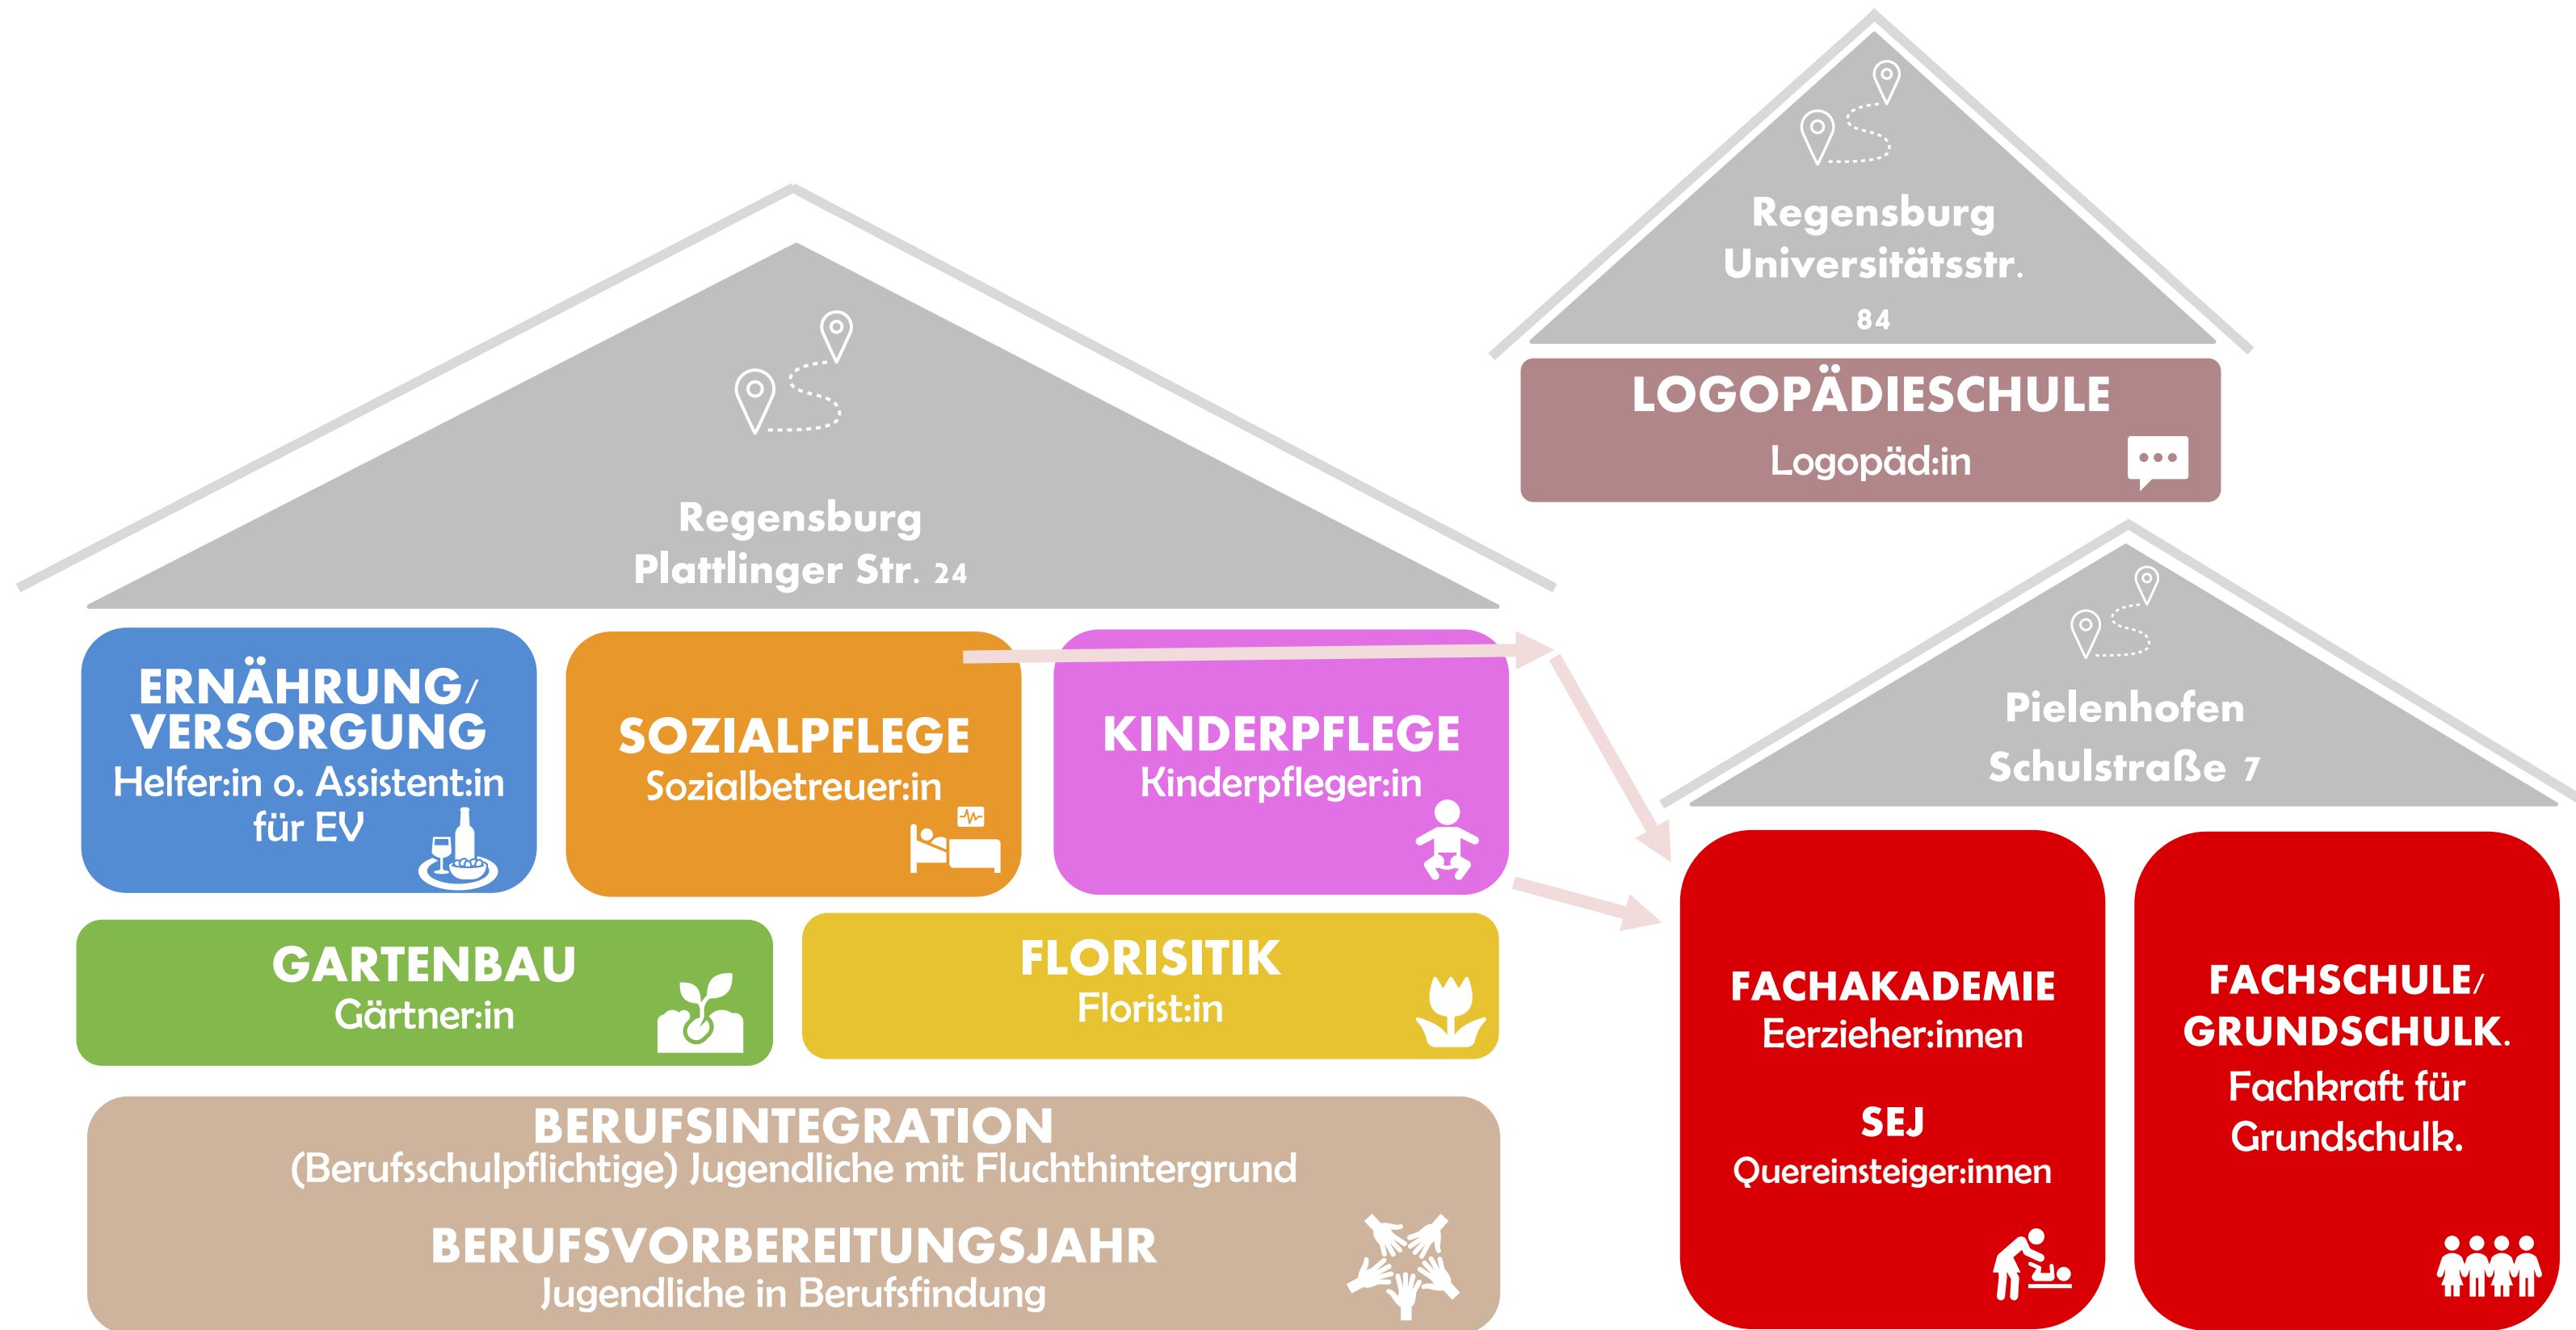 Regensburg
Universitätsstr.
84
LOGOPÄDIESCHULE
Logopäd:in
Regensburg
Plattlinger Str. 24
ERNÄHRUNG/
VERSORGUNG
Helfer:in o. Assistent:in
für EV
SOZIALPFLEGE
Sozialbetreuer:in
KINDERPFLEGE
Kinderpfleger:in
GARTENBAU
Gärtner:in
FLORISITIK
Florist:in
BERUFSINTEGRATION
(Berufsschulpflichtige) Jugendliche mit Fluchthintergrund
BERUFSVORBEREITUNGSJAHR
Jugendliche in Berufsfindung
Pielenhofen
Schulstraße 7
FACHAKADEMIE
Eerzieher:innen
SEJ
Quereinsteiger:innen
FACHSCHULE/
GRUNDSCHULK.
Fachkraft für
Grundschulk.